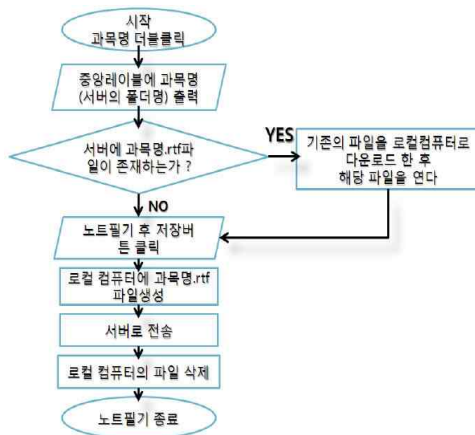 시작
과목명 더블클릭
중앙레이블에 과목명
(서버의 폴더명) 출력
서버에 과목명.rtf파
일이 존재하는가 ?
YES
기존의 파일을 로컬컴퓨터로
다운로드 한 후
해당 파일을 연다
NO
노트필기 후 저장버
튼 클릭
로컬 컴퓨터에 과목명.rtf
파일생성
서버로 전송
로컬 컴퓨터의 파일 삭제
노트필기 종료